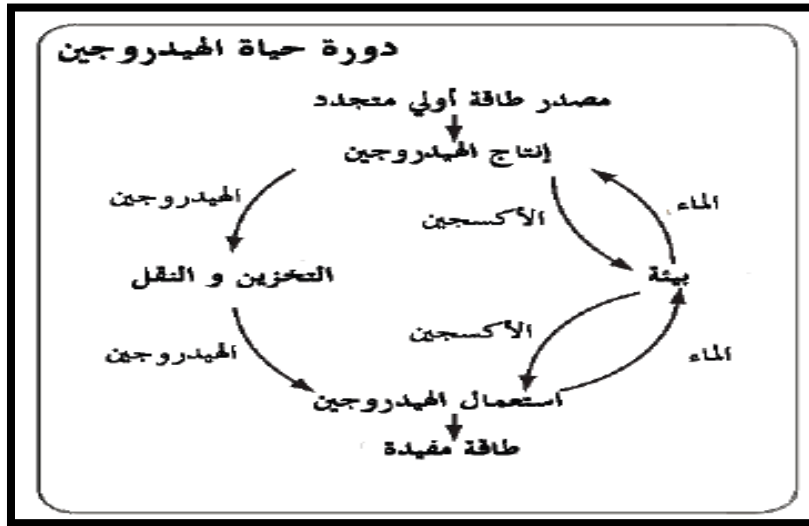 دورة حياة الهيدروجين
مصدر طاقة أولي متجدد
إنتاج الهيدروجين
الهيدروجين
الأكسجين
الماء
التخزين و النقل
بيئة
الهيدروجين
الأكسجين
الماء
استعمال الهيدروجين
طاقة مفيدة